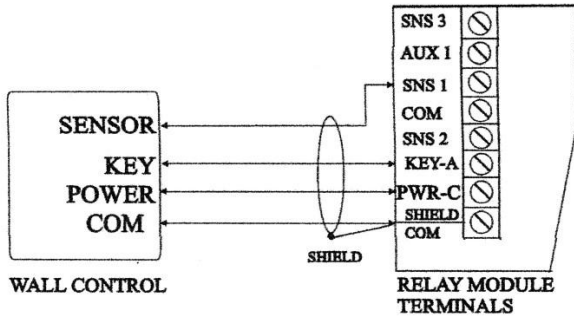 SNS 3
AUX 1
SNS 1
COM
SNS 2
KEY-A
PWR-C
SHIELD
COM
SENSOR
KEY
POWER
COM
SHIELD
WALL CONTROL
RELAY MODULE
TERMINALS